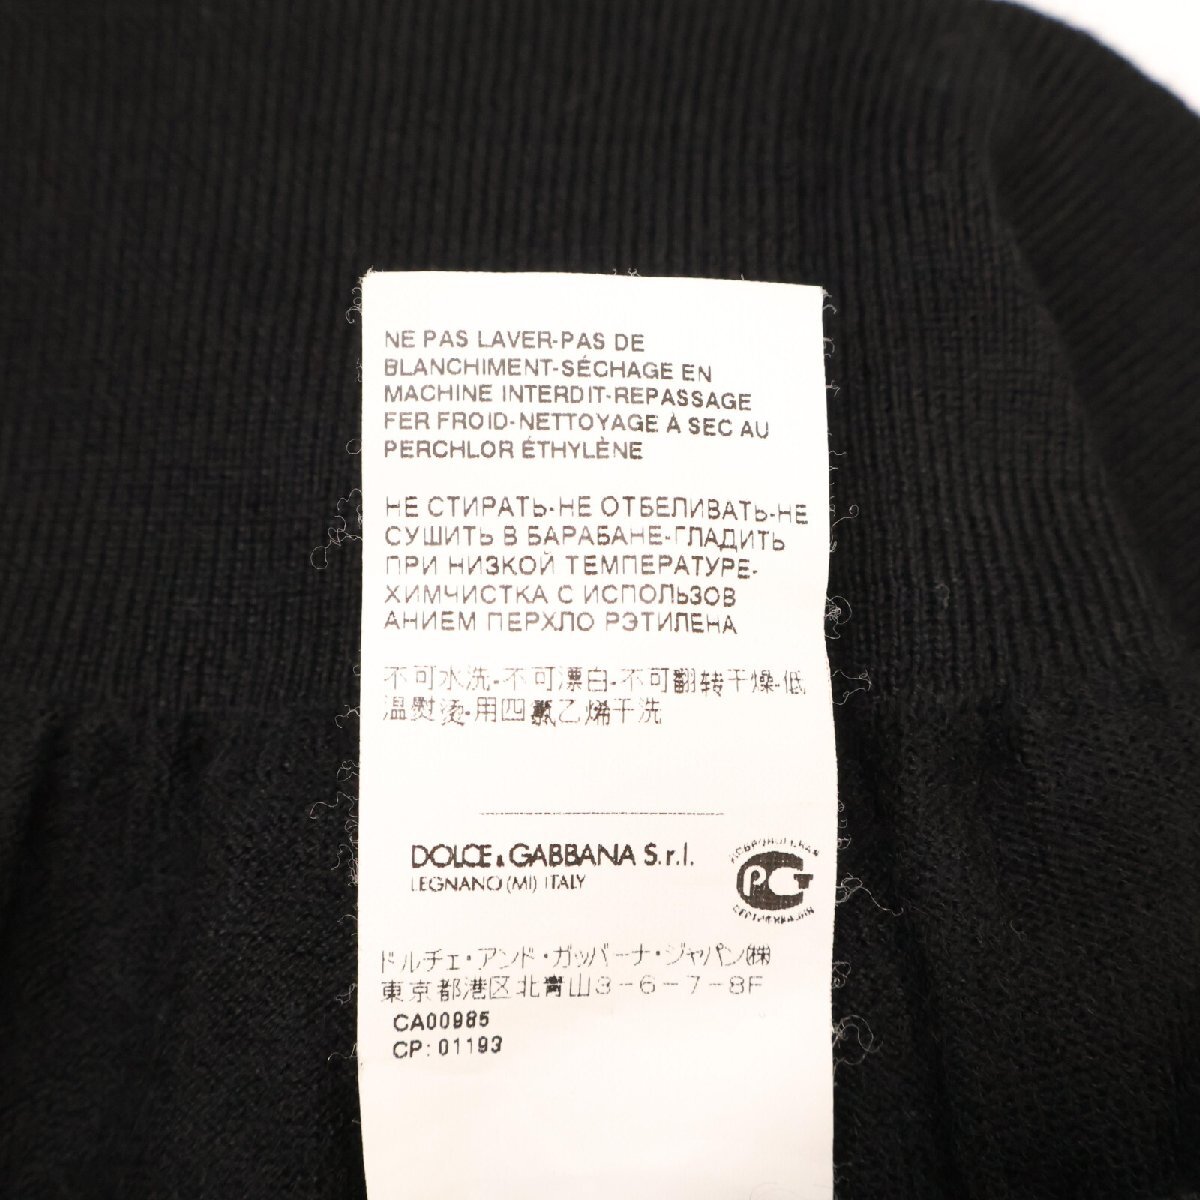 NE PAS LAVER-PAS DE
BLANCHIMENT-SÉCHAGE EN
MACHINE INTERDIT-REPASSAGE
FER FROID-NETTOYAGE À SEC AU
PERCHLOR ÉTHYLÈNE
НЕ СТИРАТЬ-НЕ ОТБЕЛИВАТЬ-НЕ
СУШИТЬ В БАРАБАНЕ-ГЛАДИТЬ
ПРИ НИЗКОЙ ТЕМПЕРАТУРЕ-
ХИМЧИСТКА С ИСПОЛЬЗОВ
АНИЕМ ПЕРХЛО РЭТИЛЕНА
不可水洗-不可漂白-不可翻转干燥-低
温熨烫-用四氯乙烯干洗
DOLCE & GABBANA S.r.l.
LEGNANO (MI) ITALY
ДОБРОВОЛЬНАЯ
РСТ
СЕРТИФИКАЦИЯ
ドルチェ・アンド・ガッバーナ・ジャパン(株)
東京都港区北青山3-6-7-8F
CA00985
CP: 01193